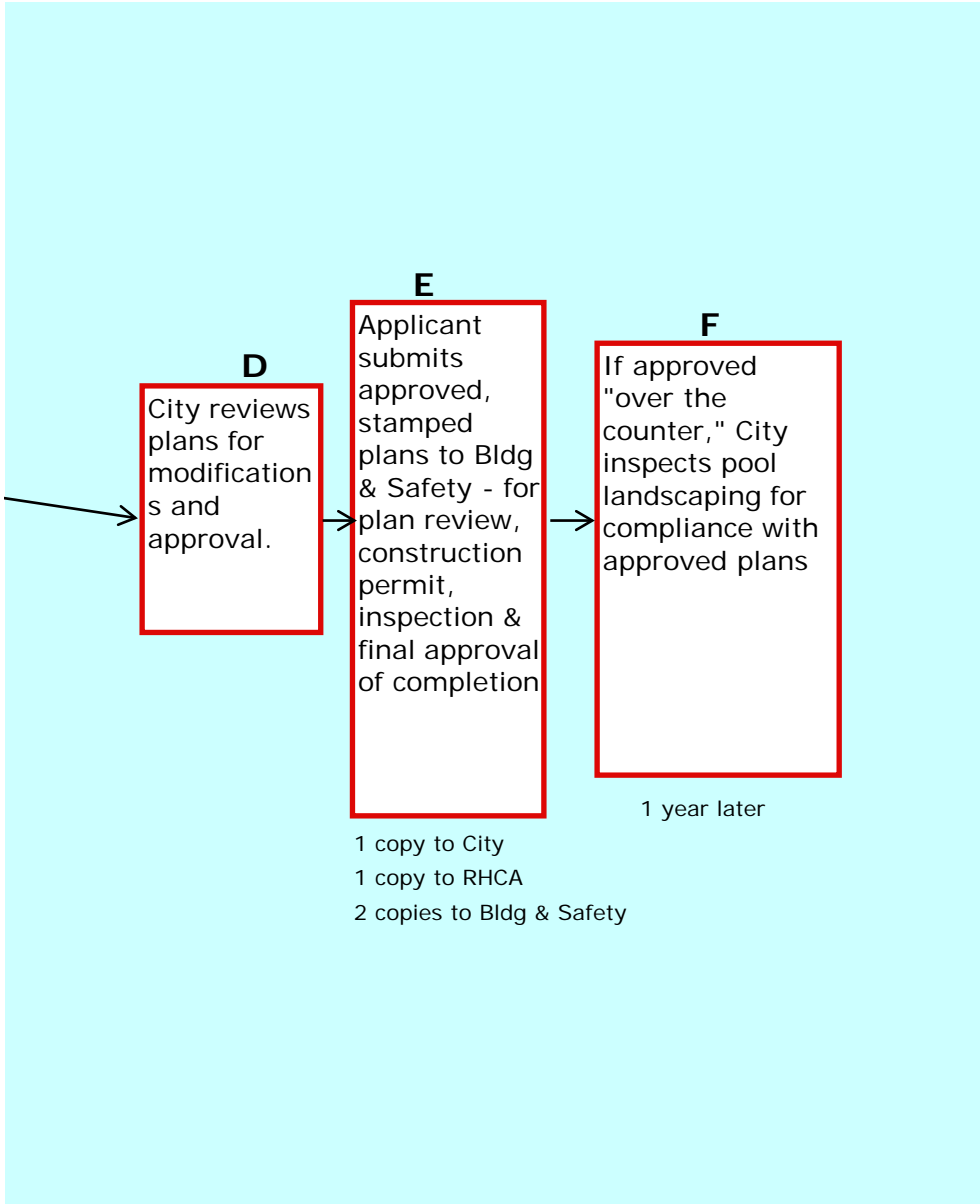 D
City reviews
plans for
modification
s and
approval.
E
Applicant
submits
approved,
stamped
plans to Bldg
& Safety - for
plan review,
construction
permit,
inspection &
final approval
of completion
1 copy to City
1 copy to RHCA
2 copies to Bldg & Safety
F
If approved
"over the
counter," City
inspects pool
landscaping for
compliance with
approved plans
1 year later